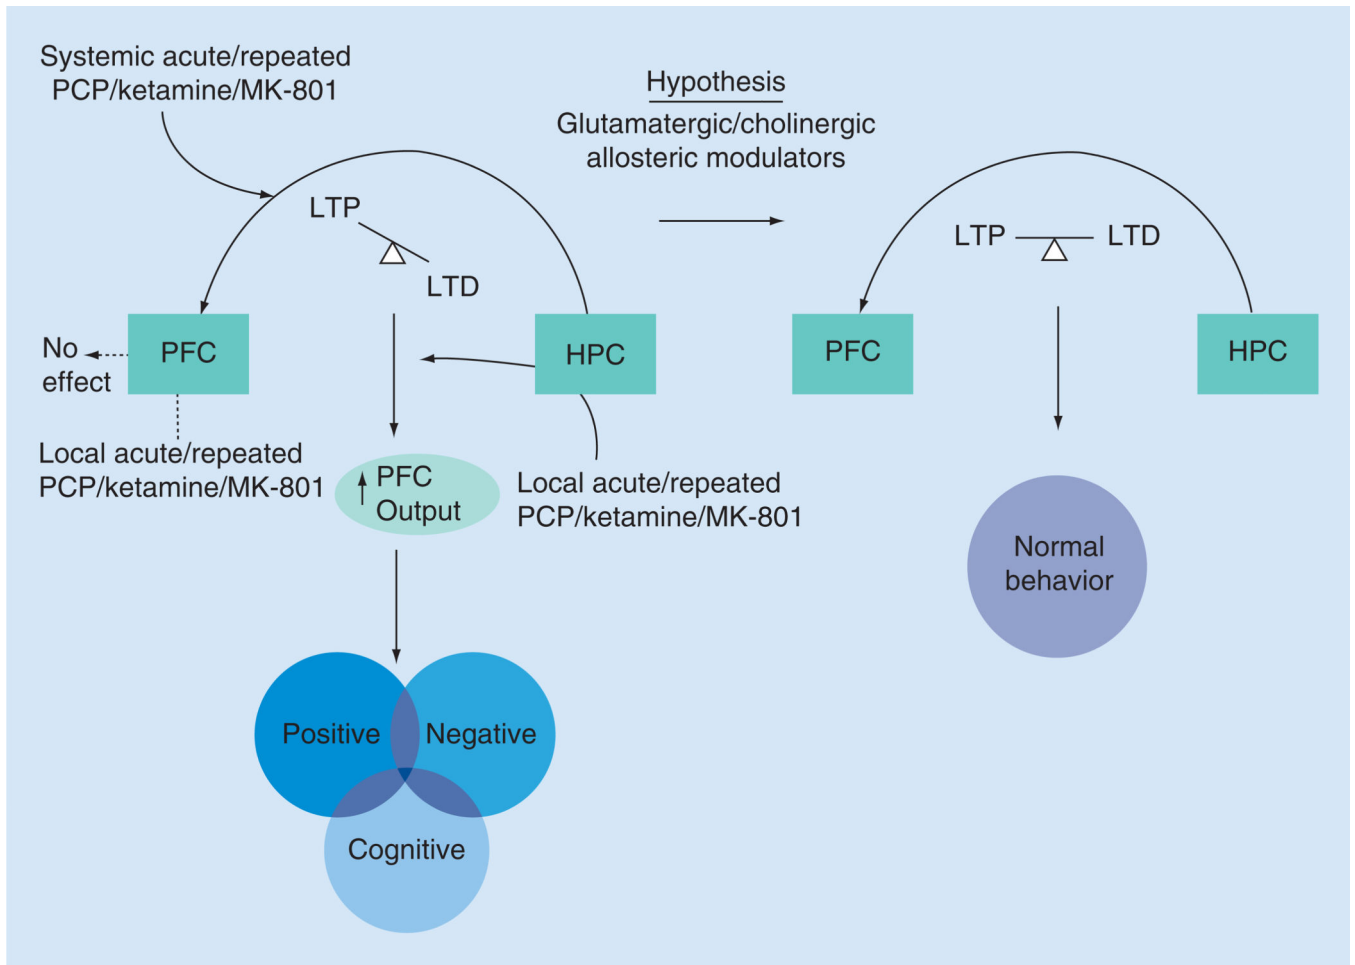 Systemic acute/repeated
PCP/ketamine/MK-801
Hypothesis
Glutamatergic/cholinergic
allosteric modulators
LTP
LTD
LTP
LTD
No
effect
PFC
HPC
PFC
HPC
Local acute/repeated
PCP/ketamine/MK-801
PFC
Output
Local acute/repeated
PCP/ketamine/MK-801
Normal
behavior
Positive
Negative
Cognitive